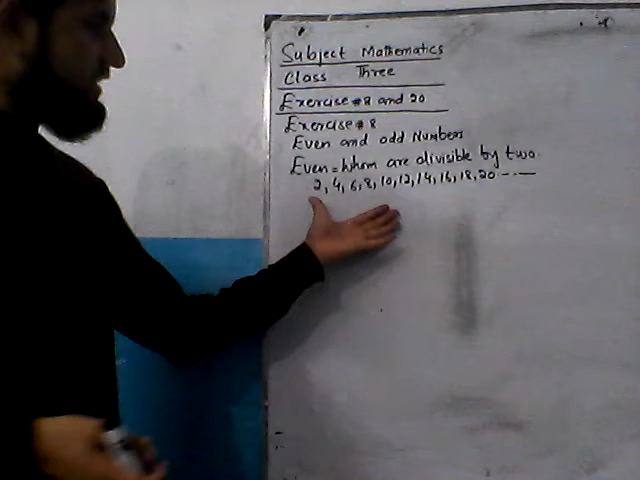 Subject Mathematics
Class Three
Exercise #8 and 20
Exercise #8
Even and odd Numbers
Even = Whom are divisible by two.
2, 4, 6, 8, 10, 12, 14, 16, 18, 20 -----